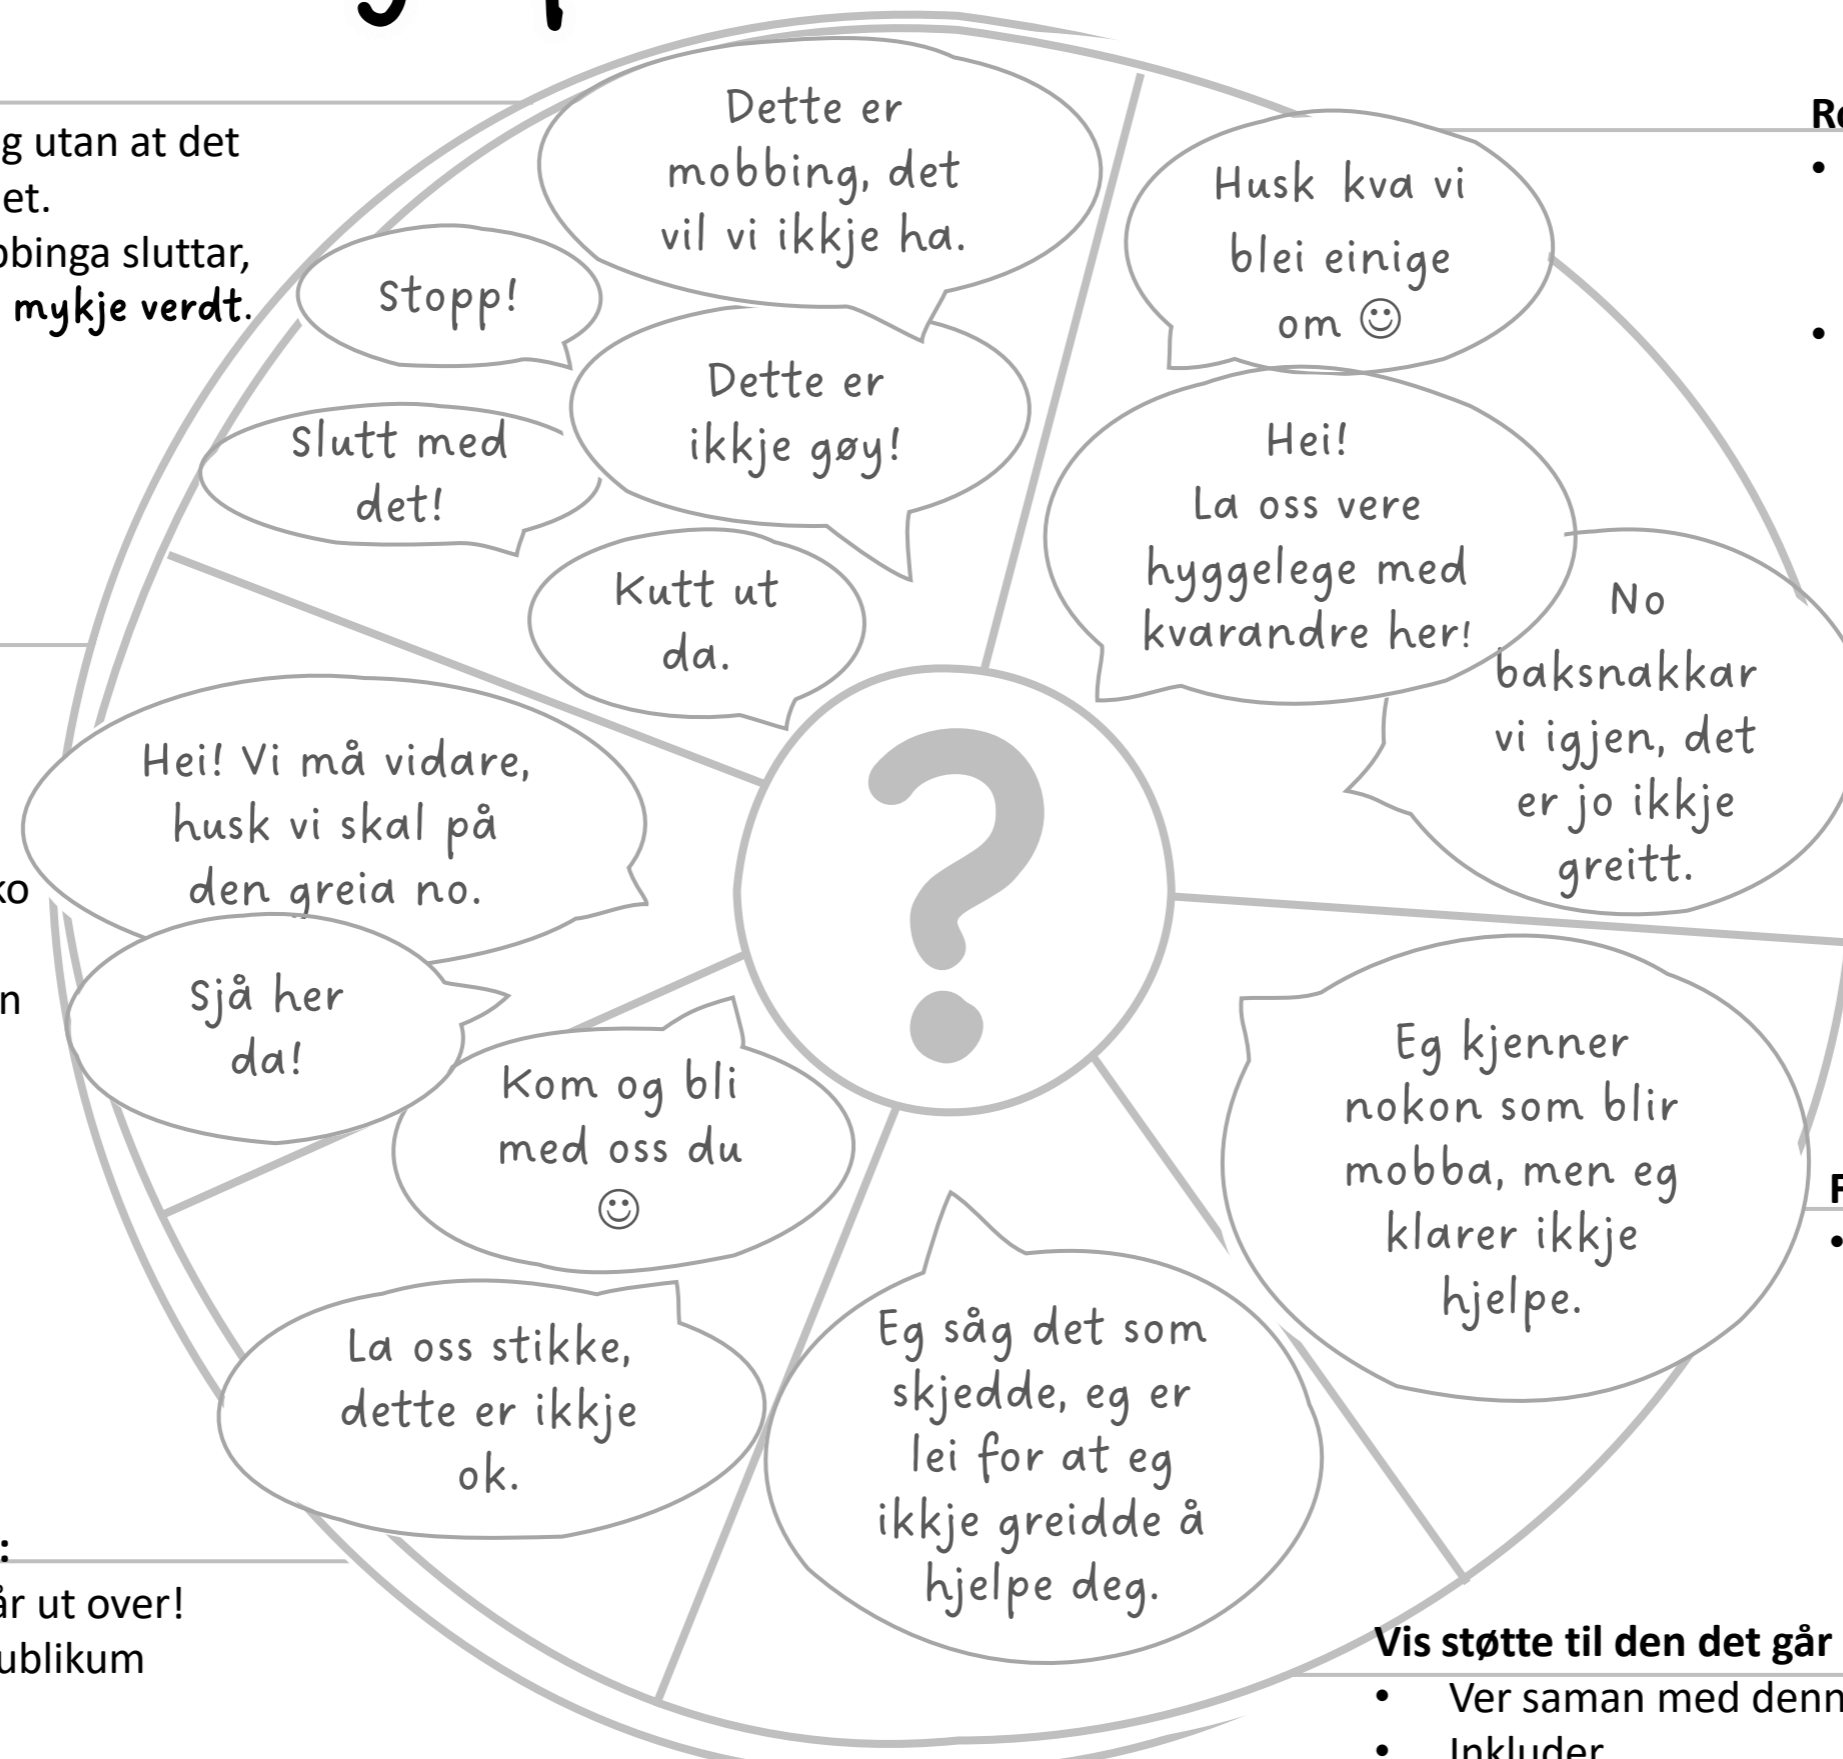 g utan at det
et.
binga sluttar,
mykje verdt.
Dette er
mobbing, det
vil vi ikkje ha.
Stopp!
Dette er
ikkje gøy!
Slutt med
det!
Kutt ut
da.
Husk kva vi
blei einige
om ☺
Hei!
La oss vere
hyggelege med
kvarandre her!
No
baksnakkar
vi igjen, det
er jo ikkje
greitt.
Hei! Vi må vidare,
husk vi skal på
den greia no.
Sjå her
da!
Kom og bli
med oss du
☺
La oss stikke,
dette er ikkje
ok.
?
Eg såg det som
skjedde, eg er
lei for at eg
ikkje greidde å
hjelpe deg.
Eg kjenner
nokon som blir
mobba, men eg
klarer ikkje
hjelpe.
ko
n
:
år ut over!
ublikum
Vis støtte til den det går
• Ver saman med denn
• Inkluder